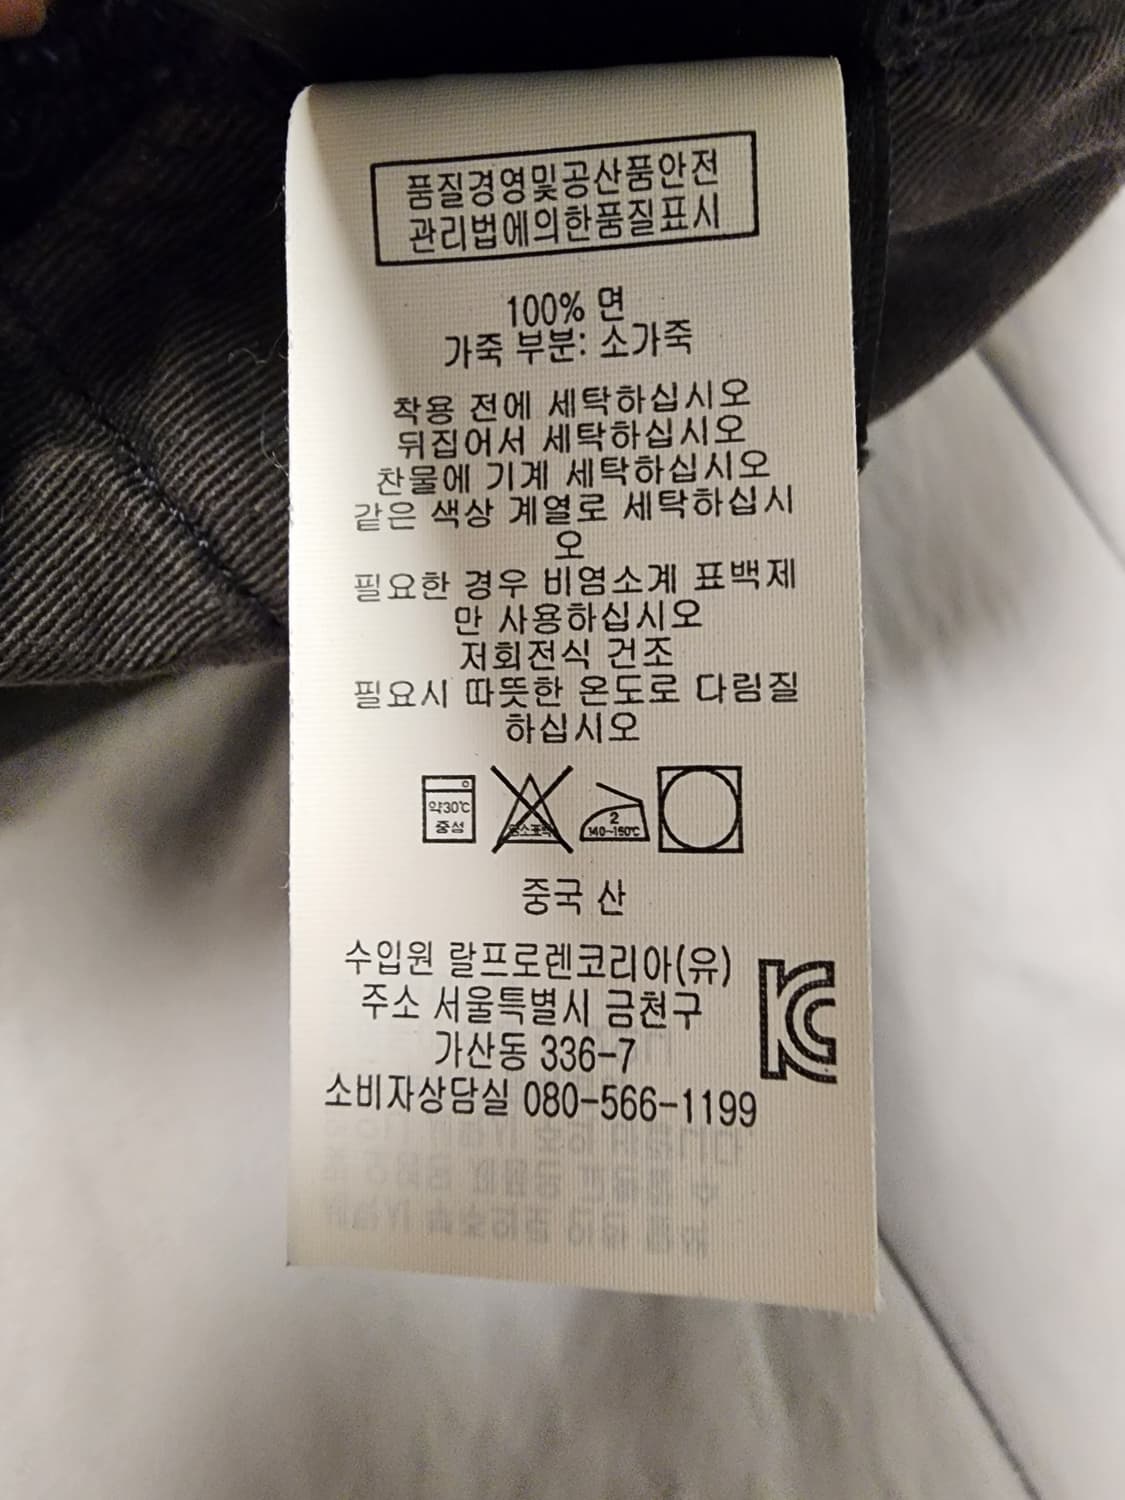 품질경영및공산품안전
관리법에의한품질표시
100% 면
가죽 부분: 소가죽
착용 전에 세탁하십시오
뒤집어서 세탁하십시오
찬물에 기계 세탁하십시오
같은 색상 계열로 세탁하십시
오
필요한 경우 비염소계 표백제
만 사용하십시오
저회전식 건조
필요시 따뜻한 온도로 다림질
하십시오
약30℃
중성
염소표백
2
140~160℃
중국 산
수입원 랄프로렌코리아(유)
주소 서울특별시 금천구
가산동 336-7
소비자상담실 080-566-1199
KC